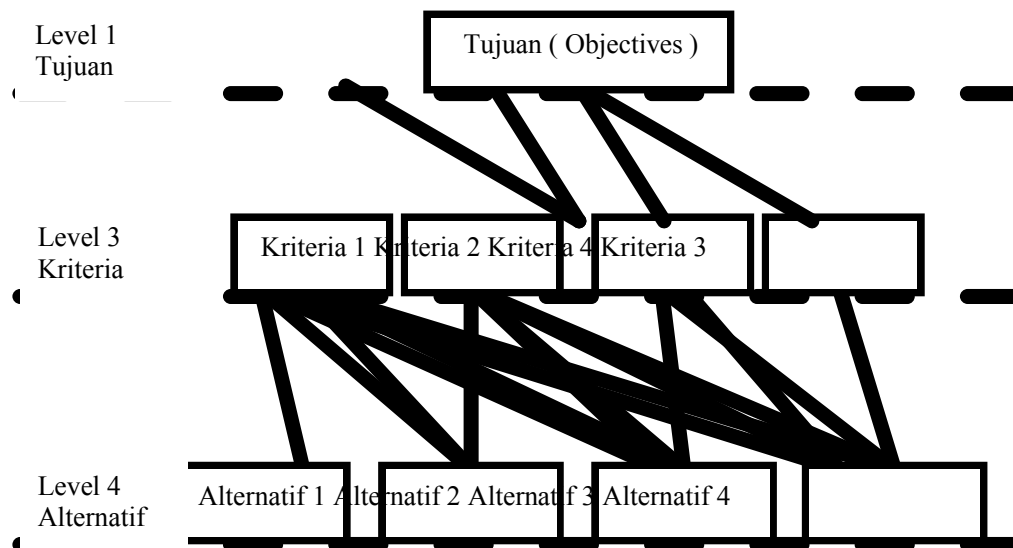 Level 1
Tujuan
Tujuan ( Objectives )
Level 3
Kriteria
Kriteria 1 Kriteria 2 Kriteria 4 Kriteria 3
Level 4
Alternatif
Alternatif 1 Alternatif 2 Alternatif 3 Alternatif 4